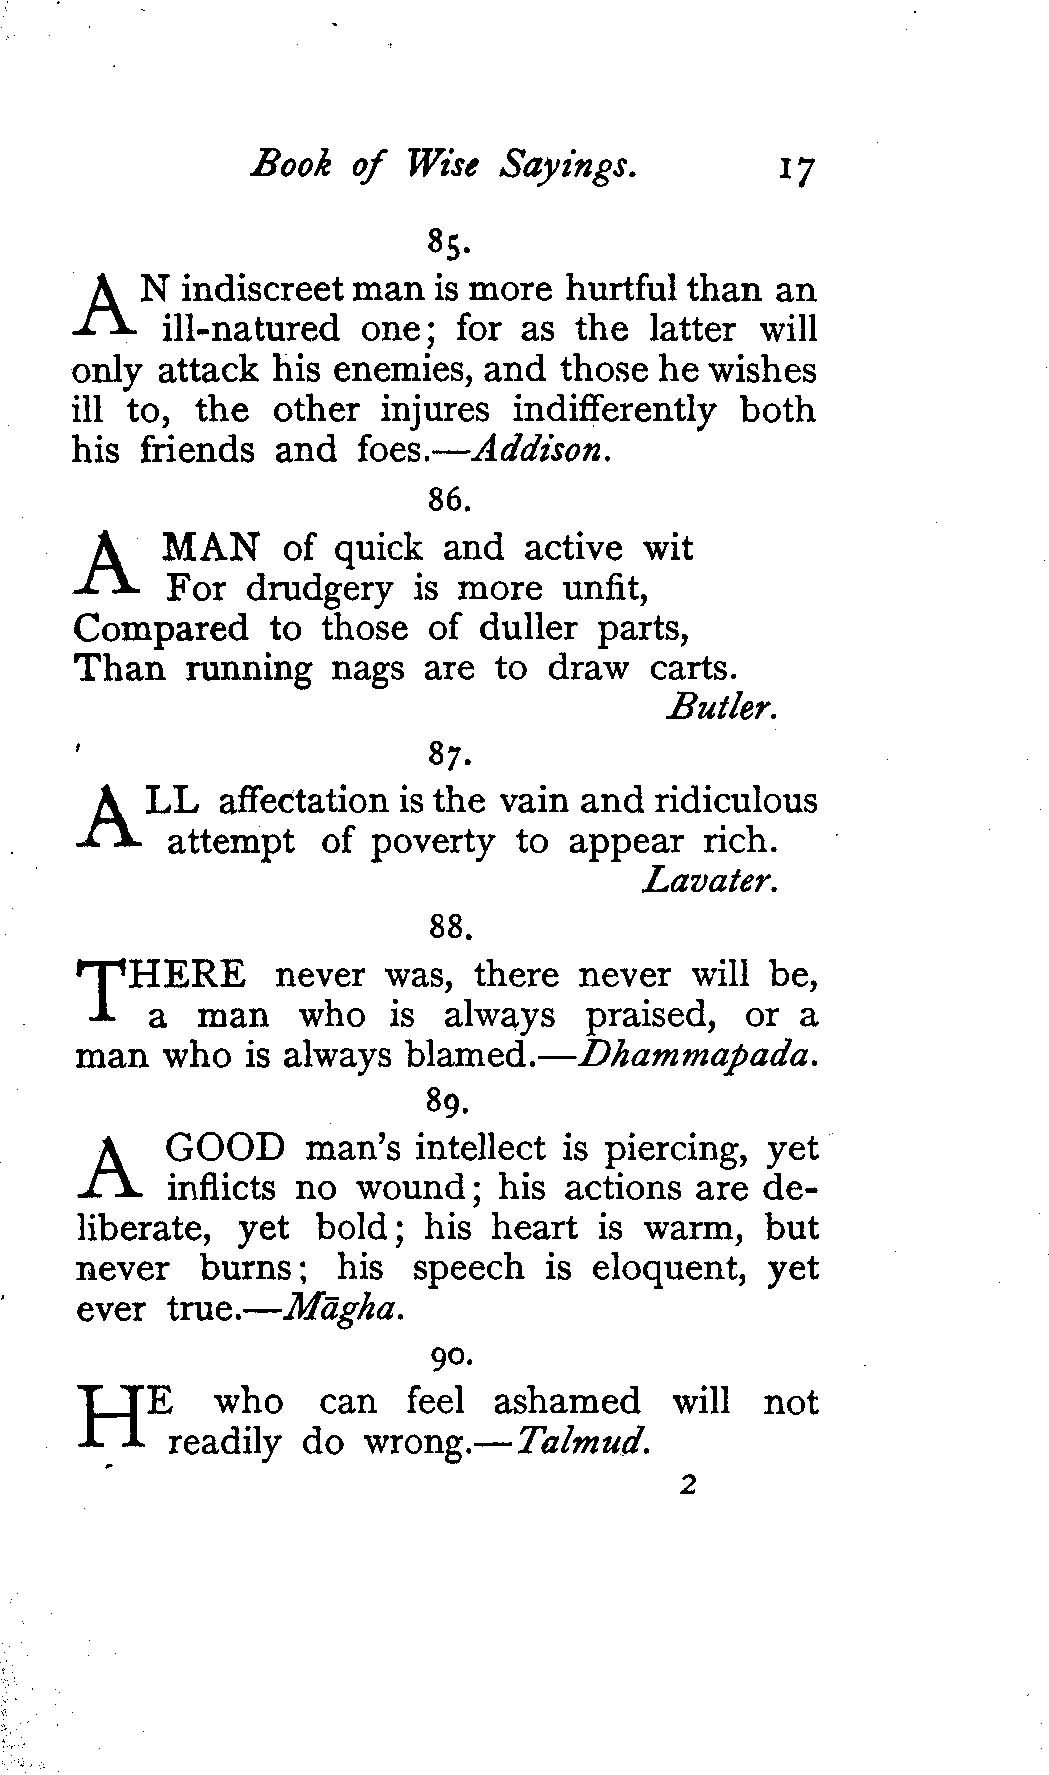 Book of Wise Sayings. 17
85.
AN indiscreet man is more hurtful than an
ill-natured one; for as the latter will
only attack his enemies, and those he wishes
ill to, the other injures indifferently both
his friends and foes.—Addison.
86.
A MAN of quick and active wit
For drudgery is more unfit,
Compared to those of duller parts,
Than running nags are to draw carts.
Butler.
87.
ALL affectation is the vain and ridiculous
attempt of poverty to appear rich.
Lavater.
88.
THERE never was, there never will be,
a man who is always praised, or a
man who is always blamed.—Dhammapada.
89.
A GOOD man's intellect is piercing, yet
inflicts no wound; his actions are de-
liberate, yet bold; his heart is warm, but
never burns; his speech is eloquent, yet
ever true.—Māgha.
90.
HE who can feel ashamed will not
readily do wrong.—Talmud.
2